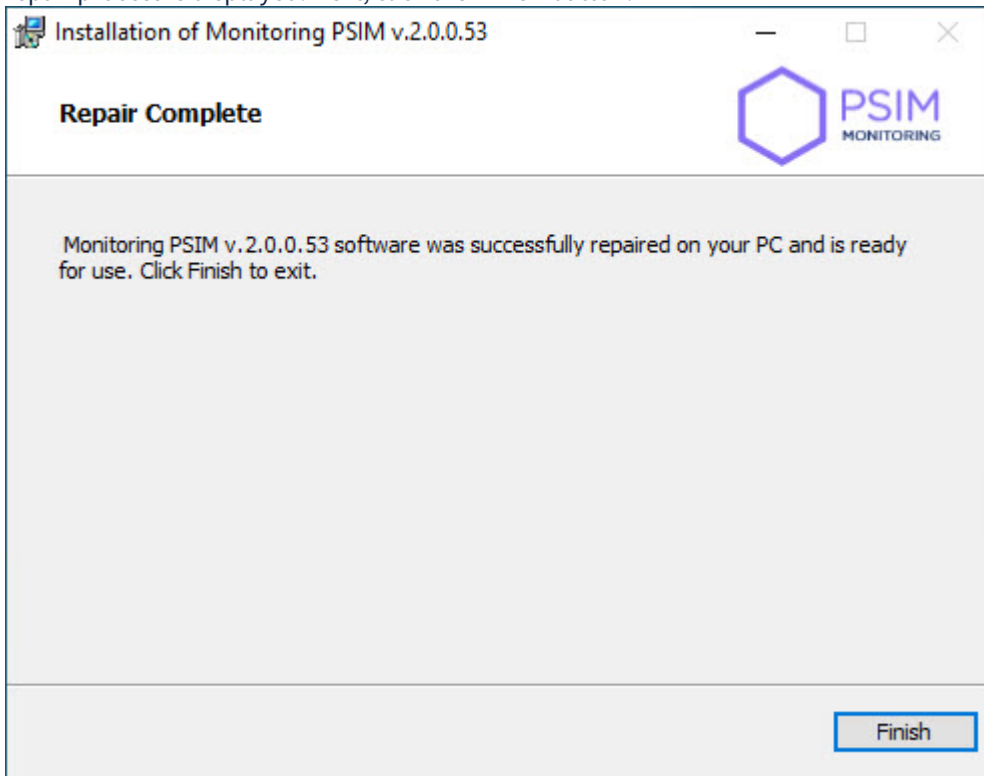 Installation of Monitoring PSIM v.2.0.0.53
Repair Complete
PSIM
MONITORING
Monitoring PSIM v.2.0.0.53 software was successfully repaired on your PC and is ready
for use. Click Finish to exit.
Finish